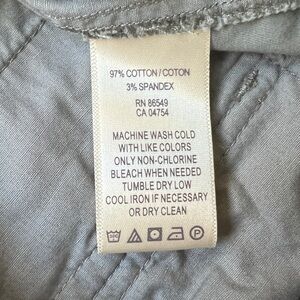 97% COTTON/COTON
3% SPANDEX
RN 86549
CA 04754
MACHINE WASH COLD
WITH LIKE COLORS
ONLY NON-CHLORINE
BLEACH WHEN NEEDED
TUMBLE DRY LOW
COOL IRON IF NECESSARY
OR DRY CLEAN